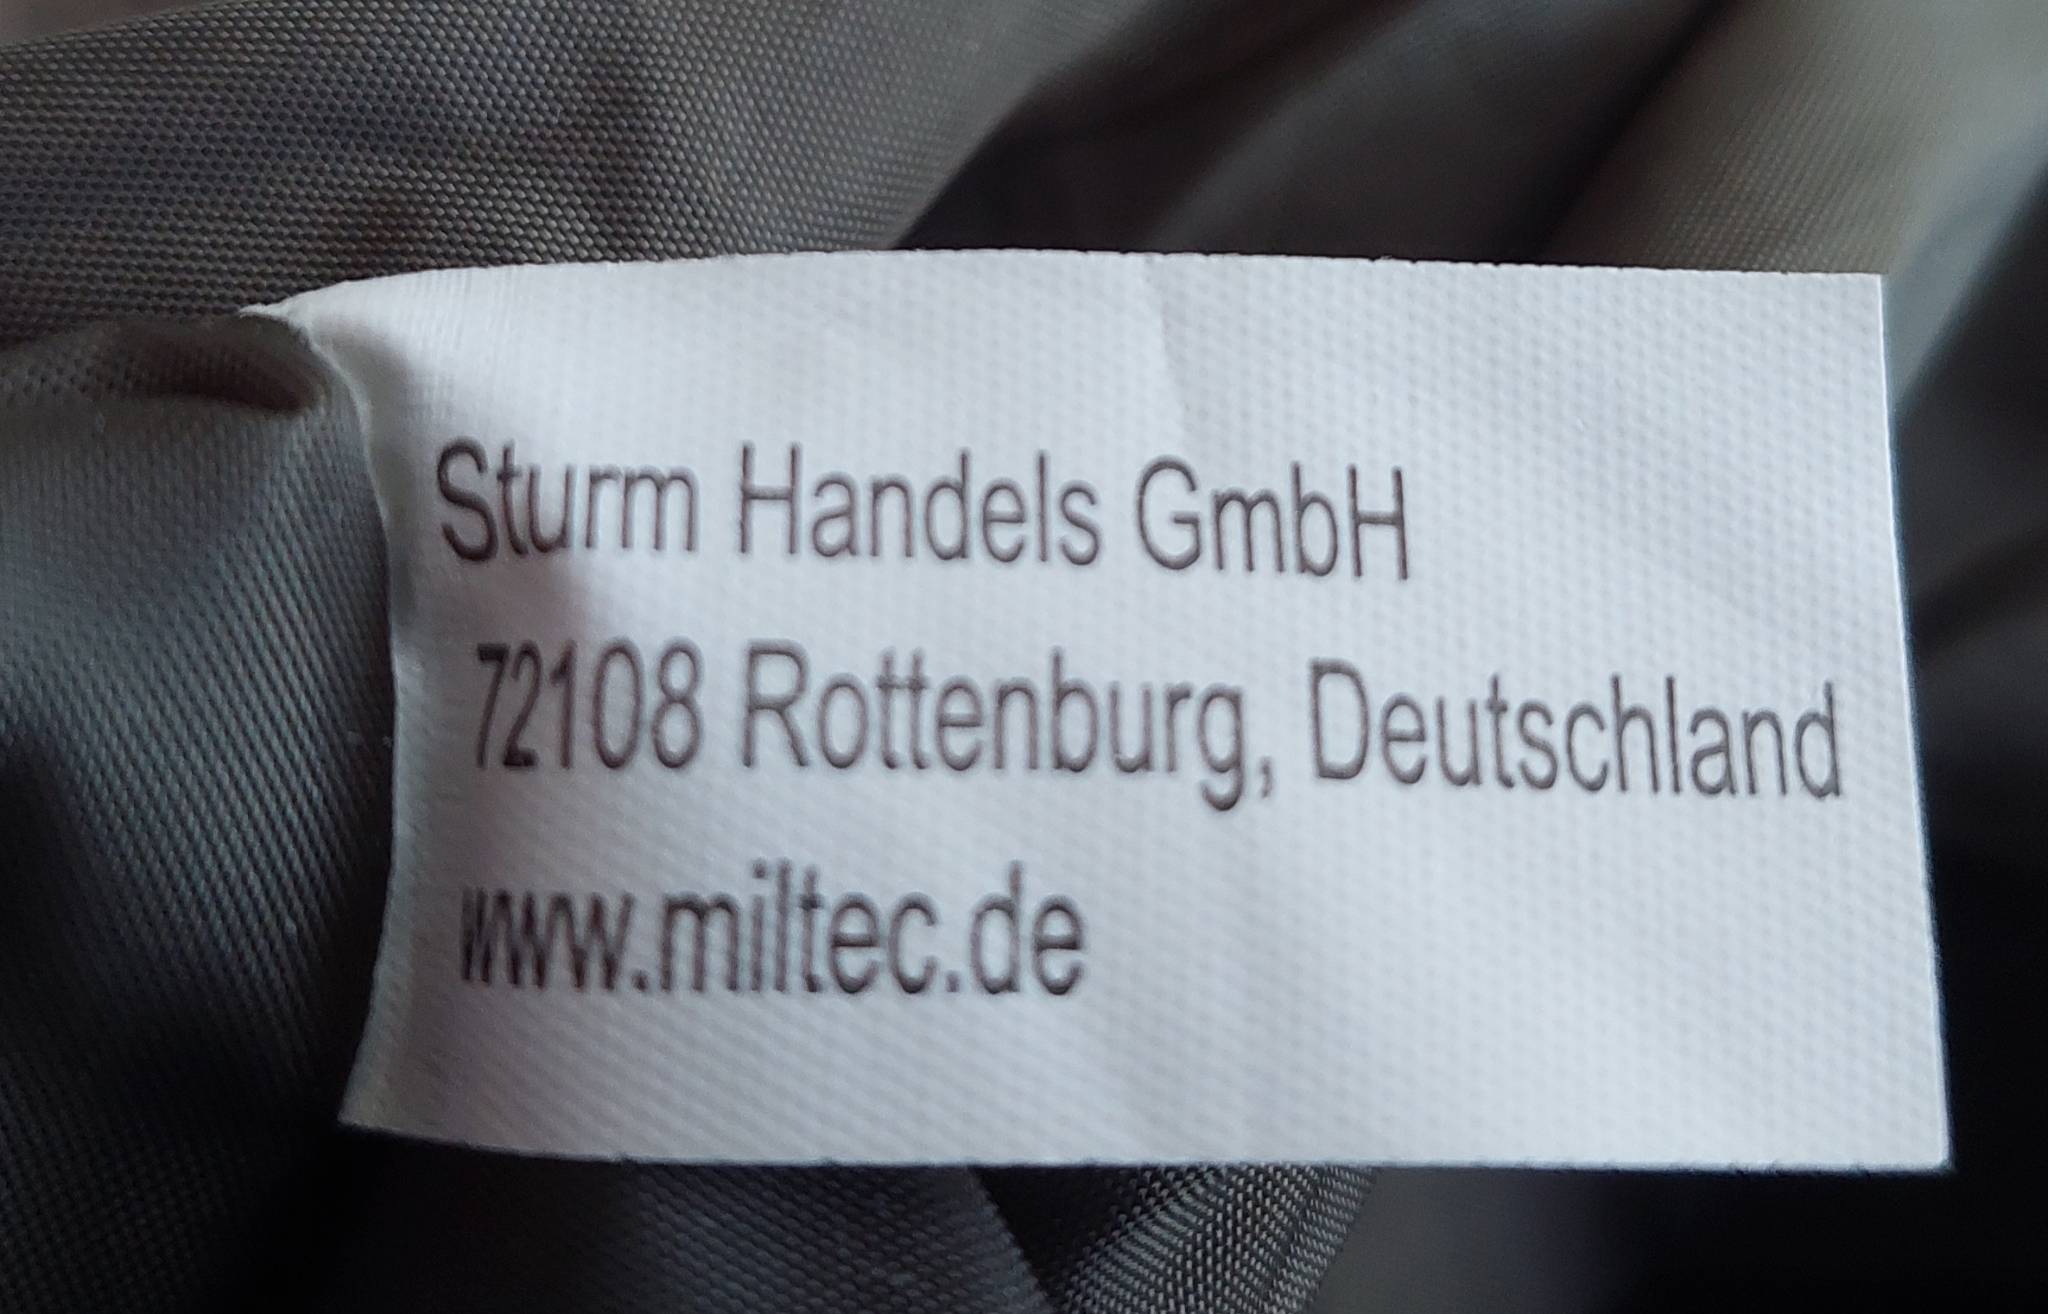 Sturm Handels GmbH
72108 Rottenburg, Deutschland
www.miltec.de